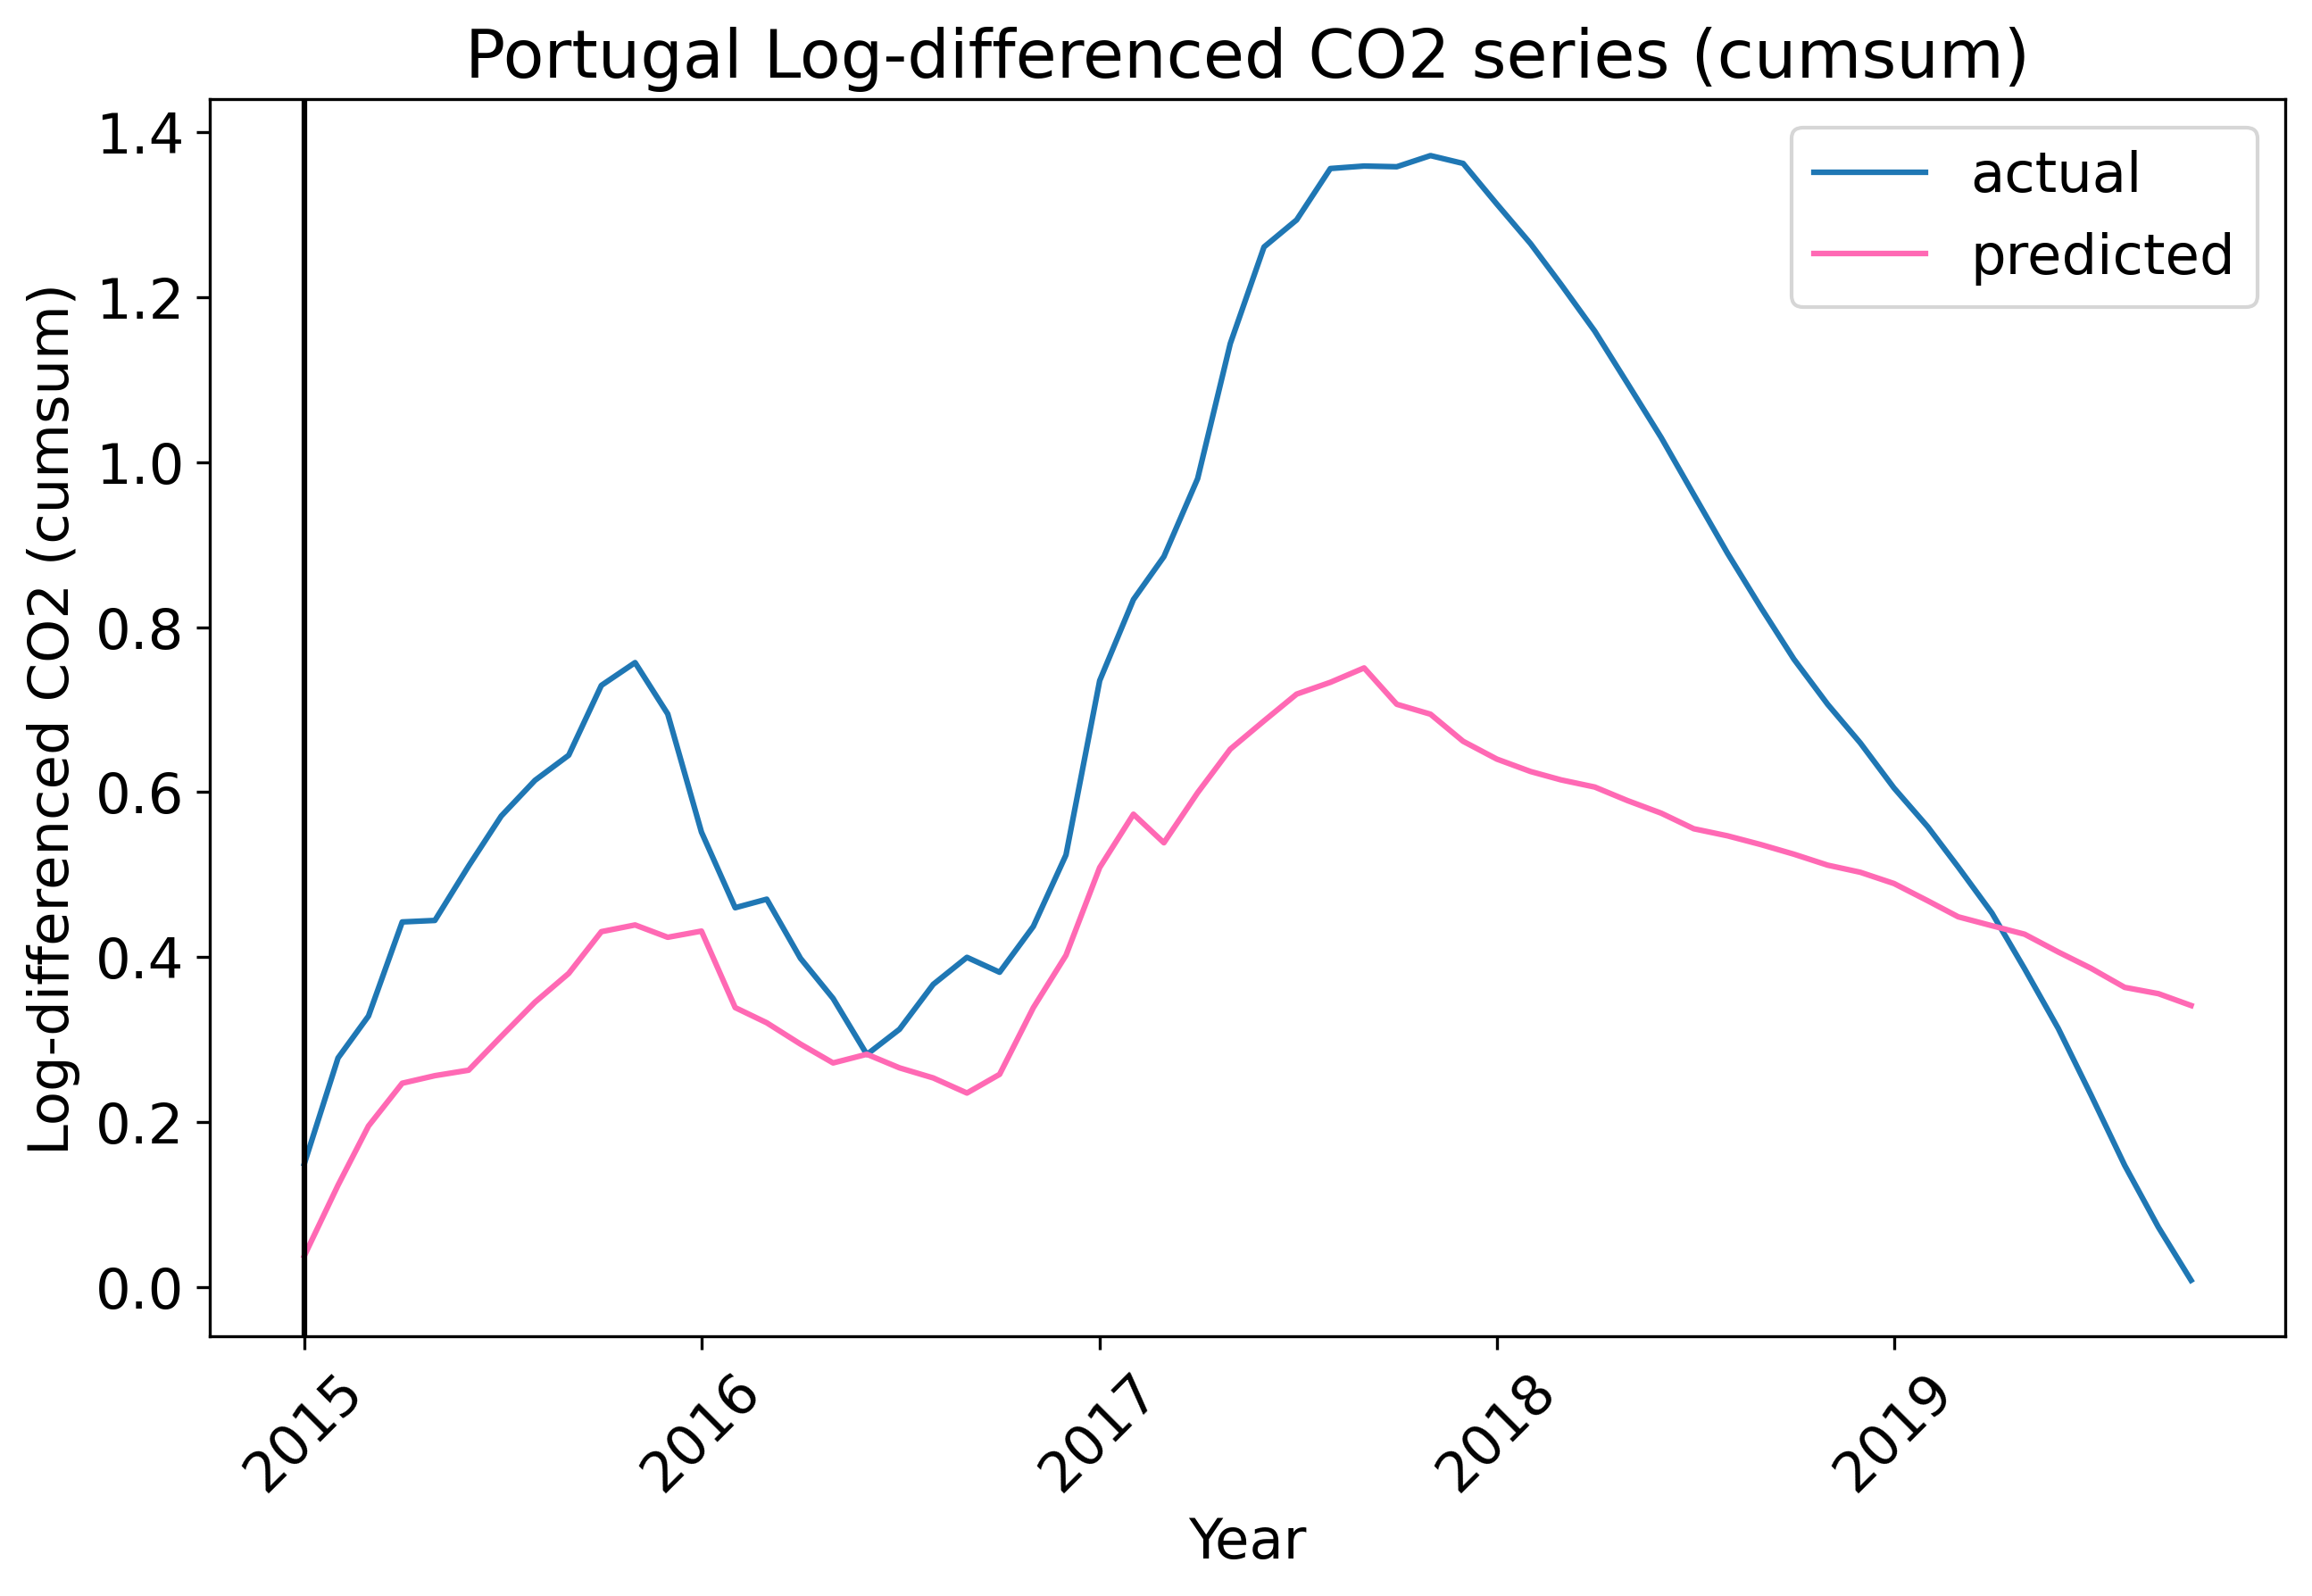 Portugal Log-differenced CO2 series (cumsum)
Log-differenced CO2 (cumsum)
1.4
1.2
1.0
0.8
0.6
0.4
0.2
0.0
actual
predicted
2015
2016
2017
2018
2019
Year